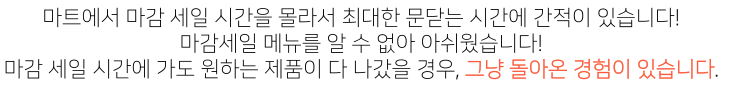 마트에서 마감 세일 시간을 몰라서 최대한 문닫는 시간에 간적이 있습니다!
마감세일 메뉴를 알 수 없아 아쉬웠습니다!
마감 세일 시간에 가도 원하는 제품이 다 나갔을 경우, 그냥 돌아온 경험이 있습니다.